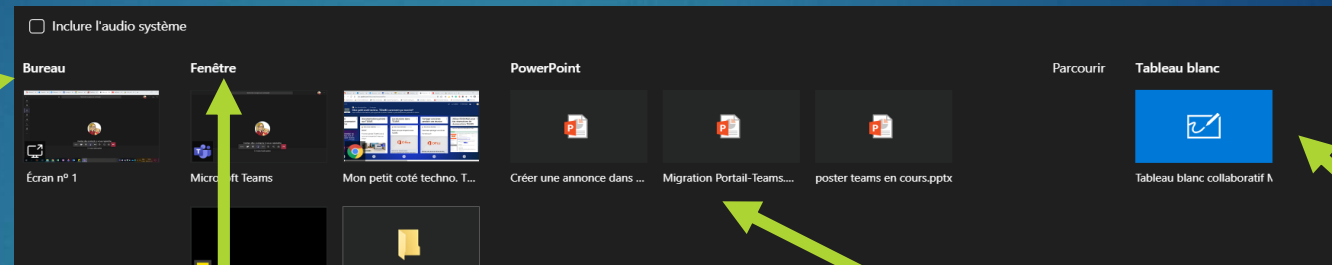 Inclure l'audio système
Bureau
Fenêtre
PowerPoint
Parcourir
Tableau blanc
Écran nº 1
Microsoft Teams
Mon petit coté techno. T...
Créer une annonce dans ...
Migration Portail-Teams....
poster teams en cours.pptx
Tableau blanc collaboratif